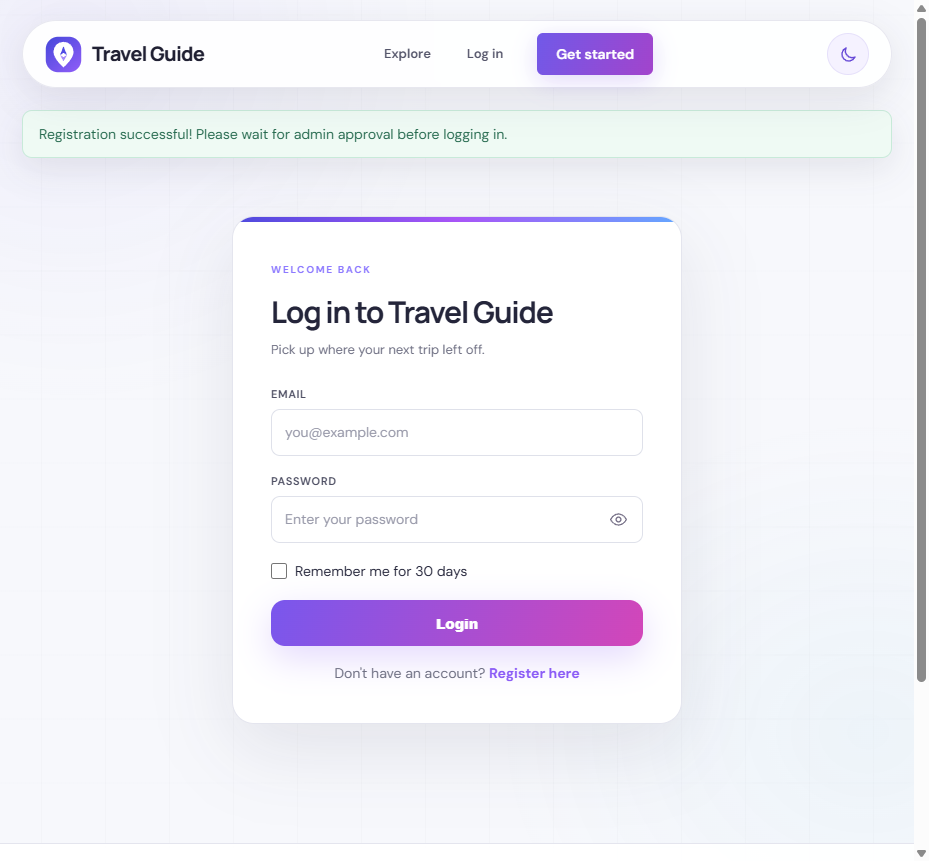 Travel Guide
Explore
Log in
Get started
Registration successful! Please wait for admin approval before logging in.
WELCOME BACK
Log in to Travel Guide
Pick up where your next trip left off.
EMAIL
you@example.com
PASSWORD
Enter your password
Remember me for 30 days
Login
Don't have an account? Register here